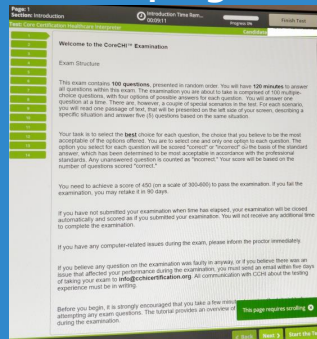 Page: 1
Section: Introduction
Introduction Time Rem...
00:09:11
Progress 0%
Finish Test
Test: Core Certification Healthcare Interpreter
Candidate
Welcome to the CoreCHI™ Examination
Exam Structure
This exam contains 100 questions, presented in random order. You will have 120 minutes to answer
all questions within this exam. The examination you are about to take is comprised of 100 multiple-
choice questions, with four options of possible answers for each question. You will answer one
question at a time. There are, however, a couple of special scenarios in the test. For each scenario,
you will read one passage of text, that will be presented on the left side of your screen, describing a
specific situation and answer five (5) questions based on the same situation.
Your task is to select the best choice for each question, the choice that you believe to be the most
acceptable of the options offered. You are to select one and only one option to each question. The
option you select for each question will be scored "correct" or "incorrect" on the basis of the standard
answer, which has been determined to be most acceptable in accordance with the professional
standards. Any unanswered question is counted as "incorrect." Your score will be based on the
number of questions scored "correct."
You need to achieve a score of 450 (on a scale of 300-600) to pass the examination. If you fail the
examination, you may retake it in 90 days.
If you have not submitted your examination when time has elapsed, your examination will be closed
automatically and scored as if you submitted your examination. You will not receive any additional time
to complete the examination.
If you have any computer-related issues during the exam, please inform the proctor immediately.
If you believe any question on the examination was faulty in anyway, or if you believe there was an
issue that affected your performance during the examination, you must send an email within five days
of taking your exam to info@cchicertification.org. All communication with CCHI about the testing
experience must be in writing.
Before you begin, it is strongly encouraged that you take a few minut
attempting any exam questions. The tutorial provides an overview of
during the examination.
This page requires scrolling
Back
Next
Start the Te